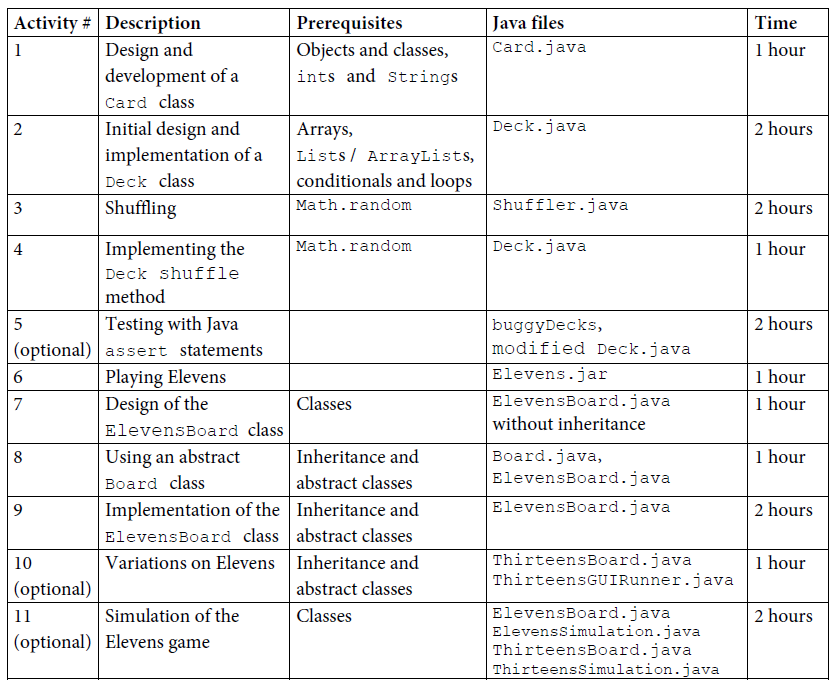 Activity # Description Prerequisites Java files Time
1 Design and Objects and classes, Card.java 1 hour
development of a ints and Strings
Card class
2 Initial design and Arrays, Deck.java 2 hours
implementation of a Lists/ ArrayLists,
Deck class conditionals and loops
3 Shuffling Math.random Shuffler.java 2 hours
4 Implementing the Math.random Deck.java 1 hour
Deck shuffle
method
5 Testing with Java buggyDecks, 2 hours
(optional) assert statements modified Deck.java
6 Playing Elevens Elevens.jar 1 hour
7 Design of the Classes ElevensBoard.java 1 hour
ElevensBoard class without inheritance
8 Using an abstract Inheritance and Board.java, 1 hour
Board class abstract classes ElevensBoard.java
9 Implementation of the Inheritance and ElevensBoard.java 2 hours
ElevensBoard class abstract classes
10 Variations on Elevens Inheritance and ThirteensBoard.java 1 hour
(optional) abstract classes ThirteensGUIRunner.java
11 Simulation of the Classes ElevensBoard.java 2 hours
(optional) Elevens game ElevensSimulation.java
ThirteensBoard.java
ThirteensSimulation.java